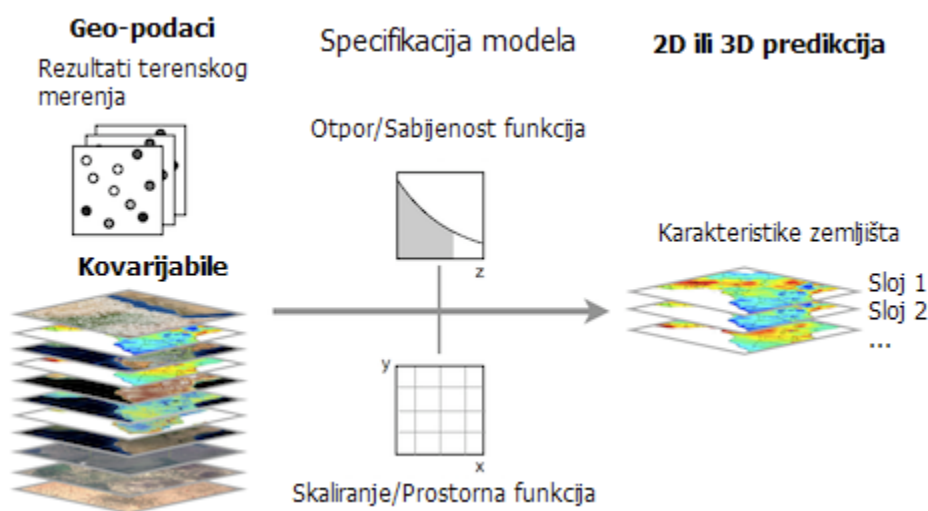 Geo-podaci
Rezultati terenskog
merenja
Kovarijabile
Specifikacija modela
Otpor/Sabijenost funkcija
z
y
x
Skaliranje/Prostorna funkcija
2D ili 3D predikcija
Karakteristike zemljišta
Sloj 1
Sloj 2
...